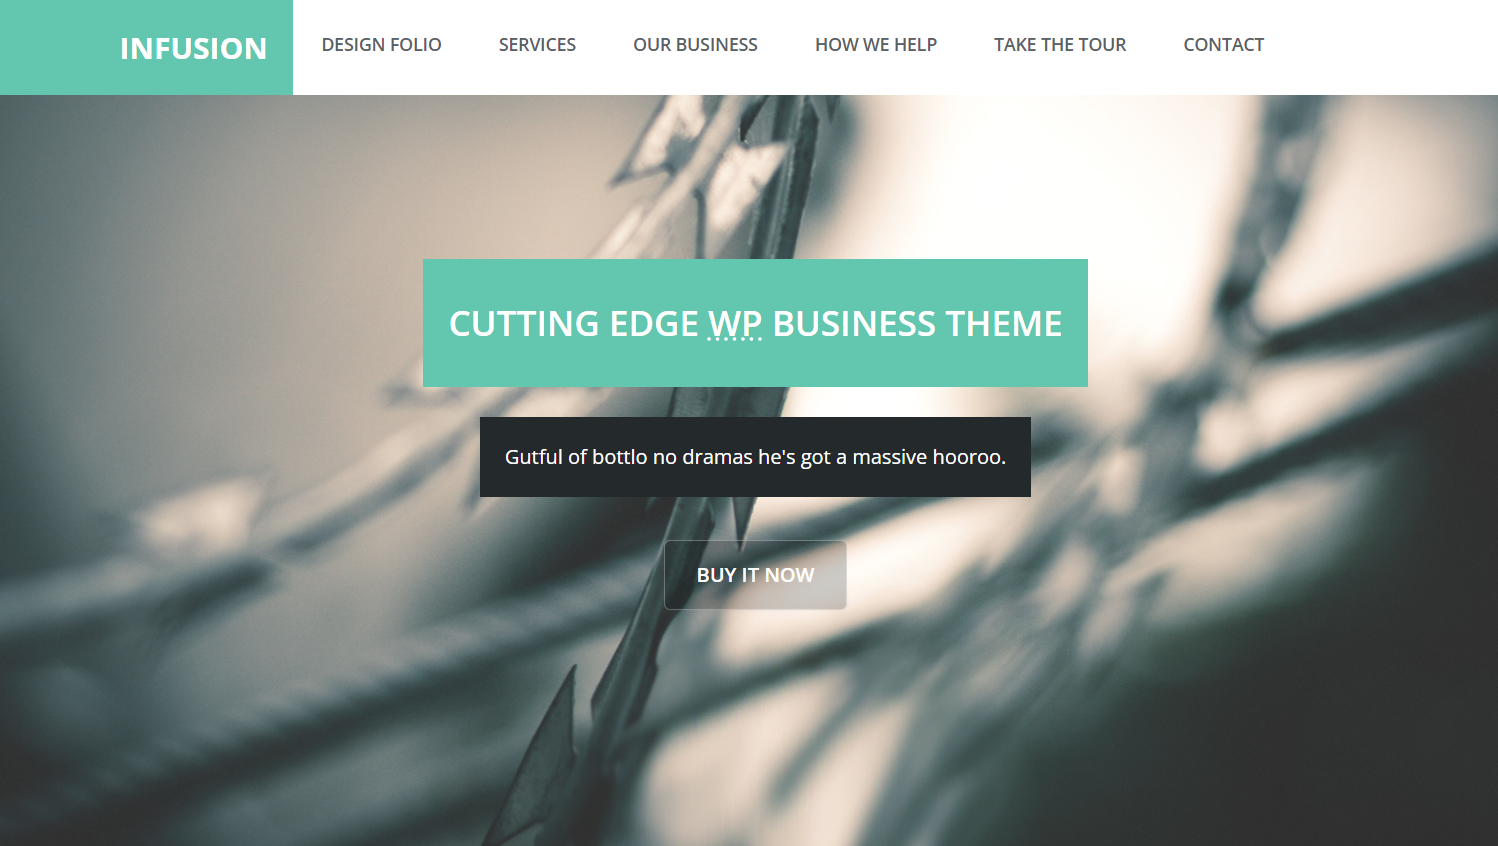 INFUSION
DESIGN FOLIO
SERVICES
OUR BUSINESS
HOW WE HELP
TAKE THE TOUR
CONTACT
CUTTING EDGE WP BUSINESS THEME
Gutful of bottlo no dramas he's got a massive hooroo.
BUY IT NOW